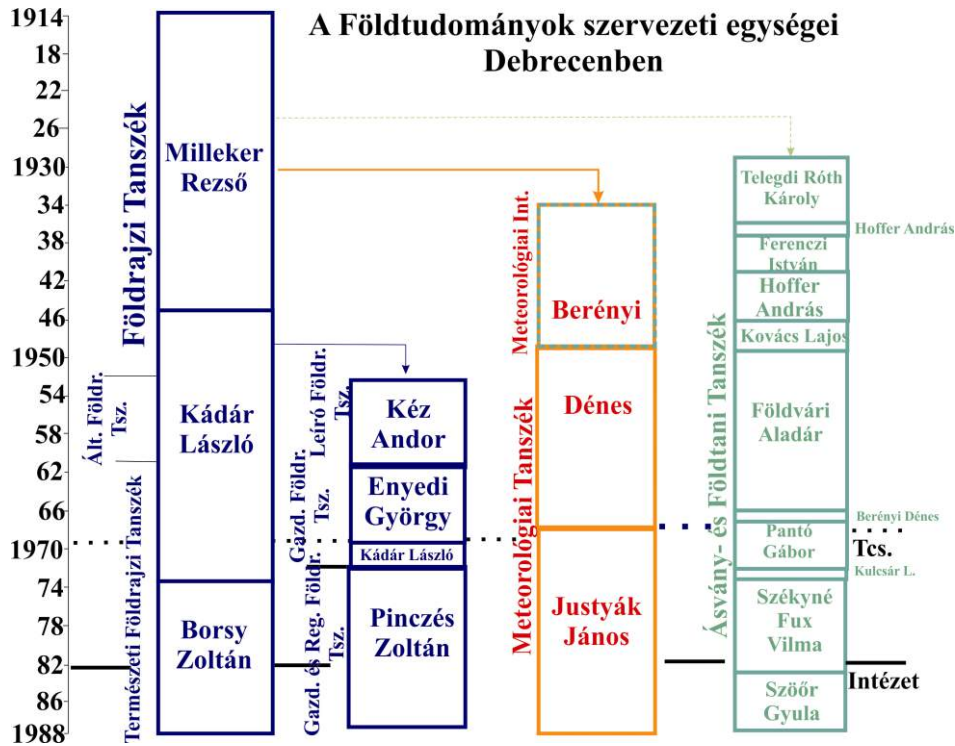 A Földtudományok szervezeti egységei
Debrecenben
1914
18
22
26
1930
34
38
42
46
1950
54
58
62
66
1970
74
78
82
86
1988
Földrajzi Tanszék
Ált. Földr.
Tsz.
Természeti Földrajzi Tanszék
Milleker
Rezső
Kádár
László
Borsy
Zoltán
Leíró Földr.
Tsz.
Gazd. Földr.
Tsz.
Gazd. és Reg. Földr.
Tsz.
Kéz
Andor
Enyedi
György
Kádár László
Pinczés
Zoltán
Meteorológiai Int.
Meteorológiai Tanszék
Berényi
Dénes
Justyák
János
Ásvány- és Földtani Tanszék
Telegdi Róth
Károly
Hoffer András
Ferenczi
István
Hoffer
András
Kovács Lajos
Földvári
Aladár
Berényi Dénes
Pantó
Gábor
Tcs.
Kulcsár L.
Székyné
Fux
Vilma
Intézet
Szöőr
Gyula